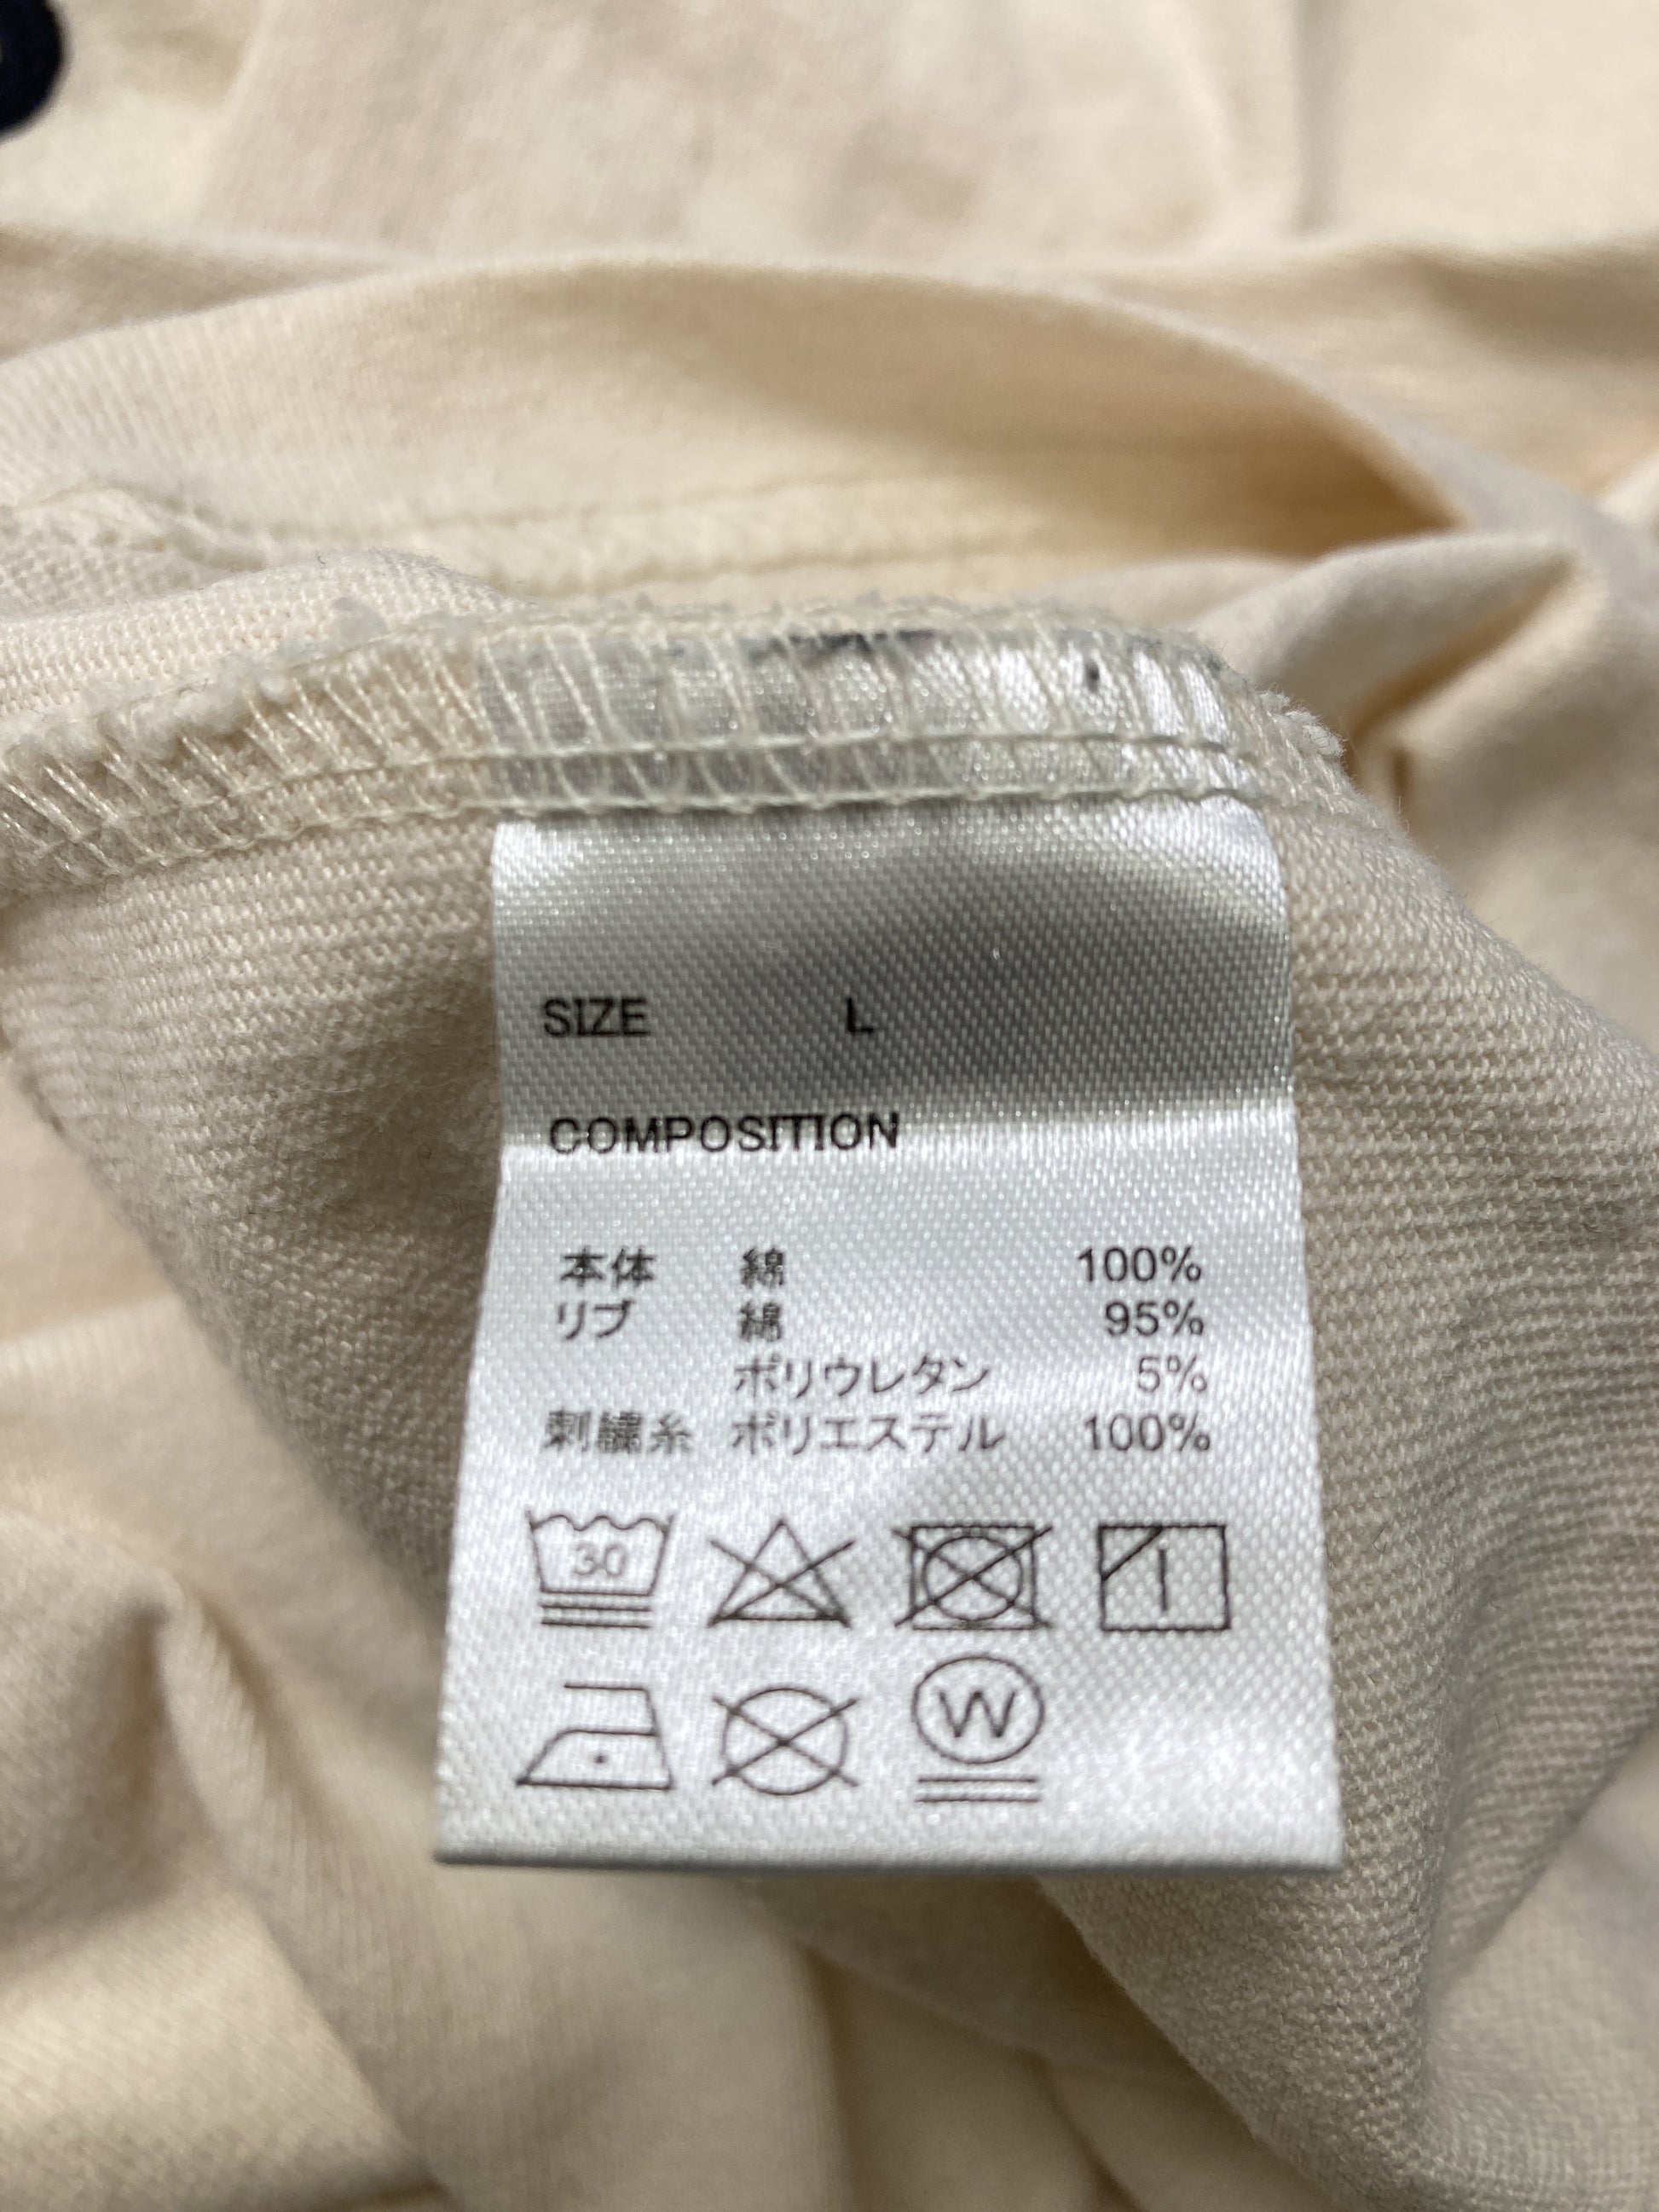 SIZE L
COMPOSITION
本体 綿 100%
リブ 綿 95%
ポリウレタン 5%
刺繍糸 ポリエステル 100%
30
W